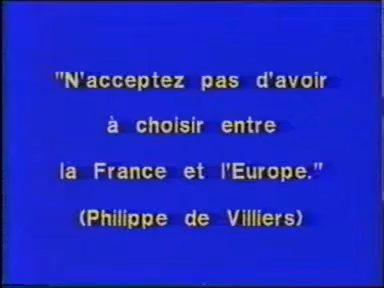 "N'acceptez pas d'avoir
à choisir entre
la France et l'Europe."
(Philippe de Villiers)